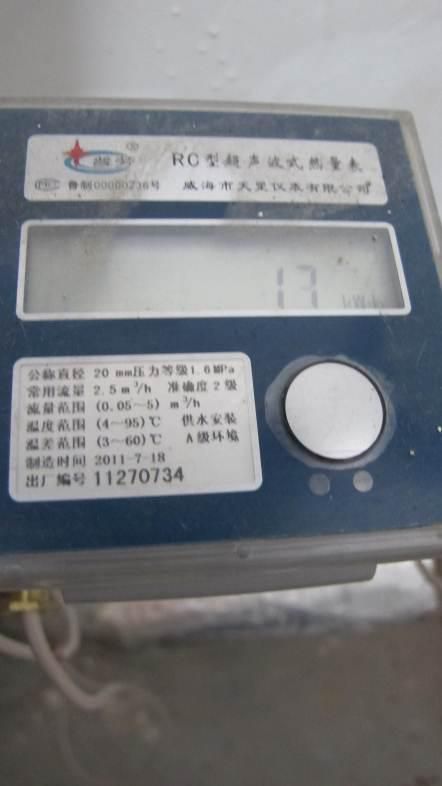 RC型超声波式热量表
鲁制00000236号 威海市天罡仪表有限公司
17 kW·h
公称直径 20 mm压力等级1.6MPa
常用流量 2.5m³/h 准确度2级
流量范围 (0.05～5) m³/h
温度范围 (4～95)℃ 供水安装
温差范围 (3～60)℃ A级环境
制造时间 2011-7-18
出厂编号 11270734